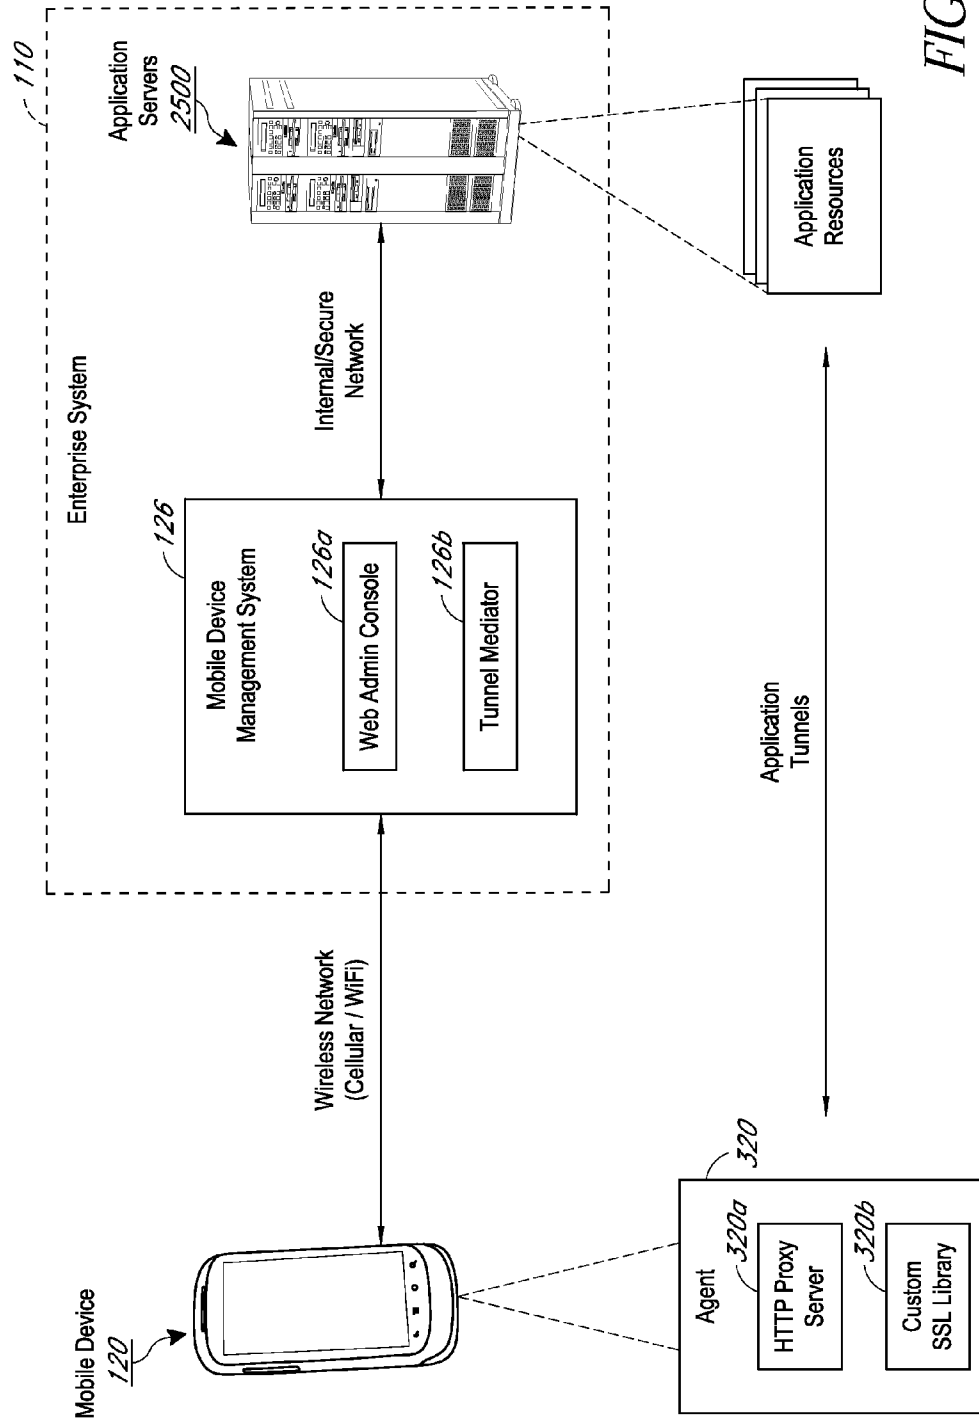 110
Enterprise System
Application
Servers
2500
126
Mobile Device
Management System
126a
Web Admin Console
126b
Tunnel Mediator
Internal/Secure
Network
Wireless Network
(Cellular / WiFi)
Mobile Device
120
320
Agent
320a
HTTP Proxy
Server
320b
Custom
SSL Library
Application
Tunnels
Application
Resources
FIG